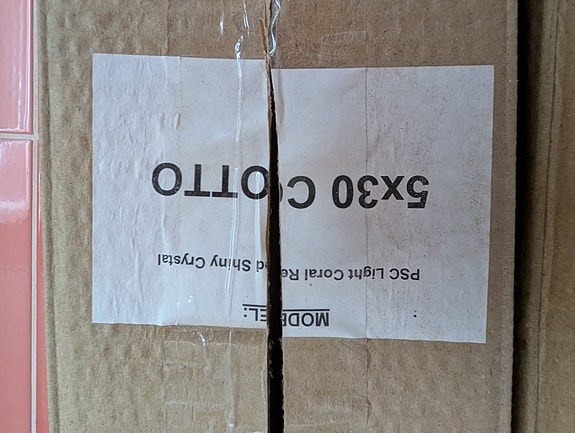 MODEL:
PSC Light Coral Red Shiny Crystal
5x30 COTTO